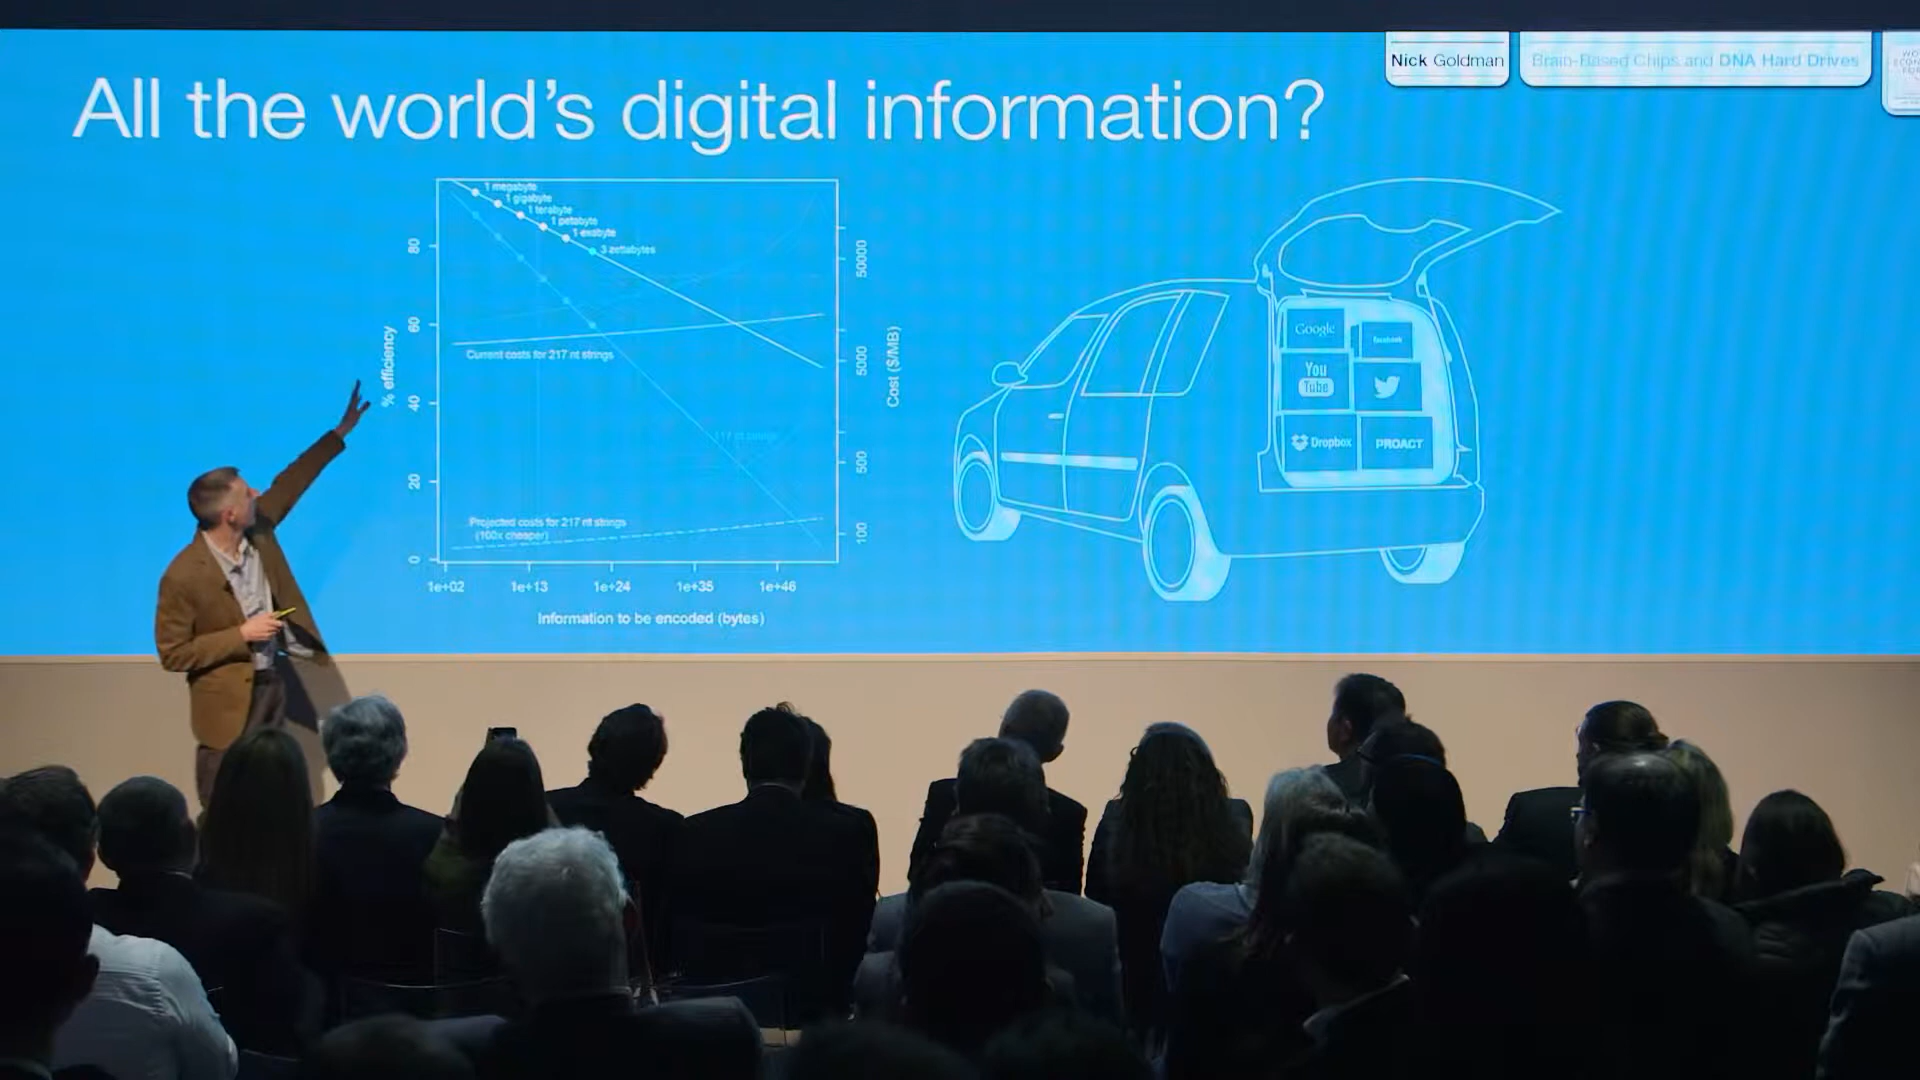 Nick Goldman
Brain-Based Chips and DNA Hard Drives
All the world's digital information?
1 megabyte
1 gigabyte
1 terabyte
1 petabyte
1 exabyte
3 zettabytes
80
60
40
20
0
% efficiency
50000
5000
500
100
Cost ($/MB)
Current costs for 217 nt strings
Projected costs for 217 nt strings
(100x cheaper)
1e+02
1e+13
1e+24
1e+35
1e+46
Information to be encoded (bytes)
Google
facebook
You
Tube
Dropbox
PROACT